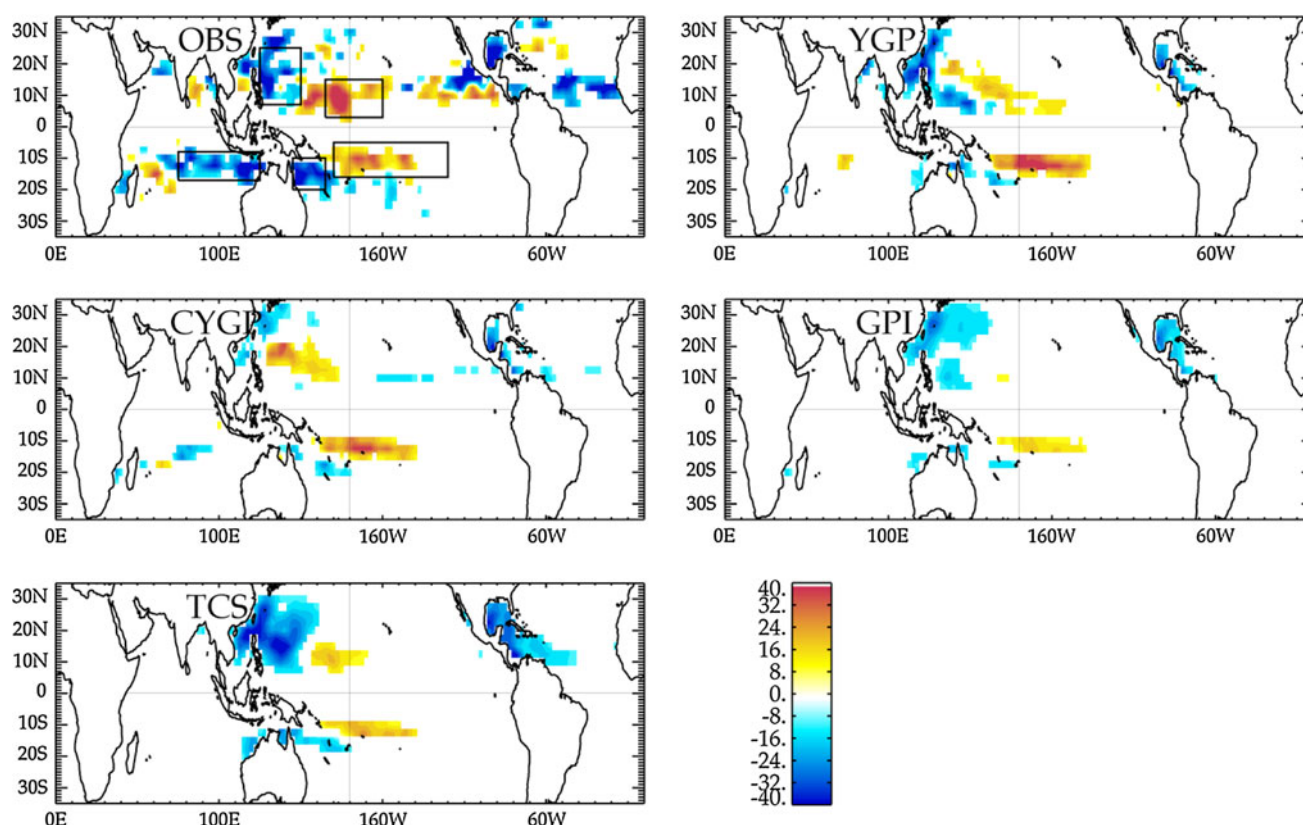 30N
20N
10N
0
10S
20S
30S
OBS
0E 100E 160W 60W
30N
20N
10N
0
10S
20S
30S
YGP
0E 100E 160W 60W
30N
20N
10N
0
10S
20S
30S
CYGP
0E 100E 160W 60W
30N
20N
10N
0
10S
20S
30S
GPI
0E 100E 160W 60W
30N
20N
10N
0
10S
20S
30S
TCS
0E 100E 160W 60W
40.
32.
24.
16.
8.
0.
-8.
-16.
-24.
-32.
-40.